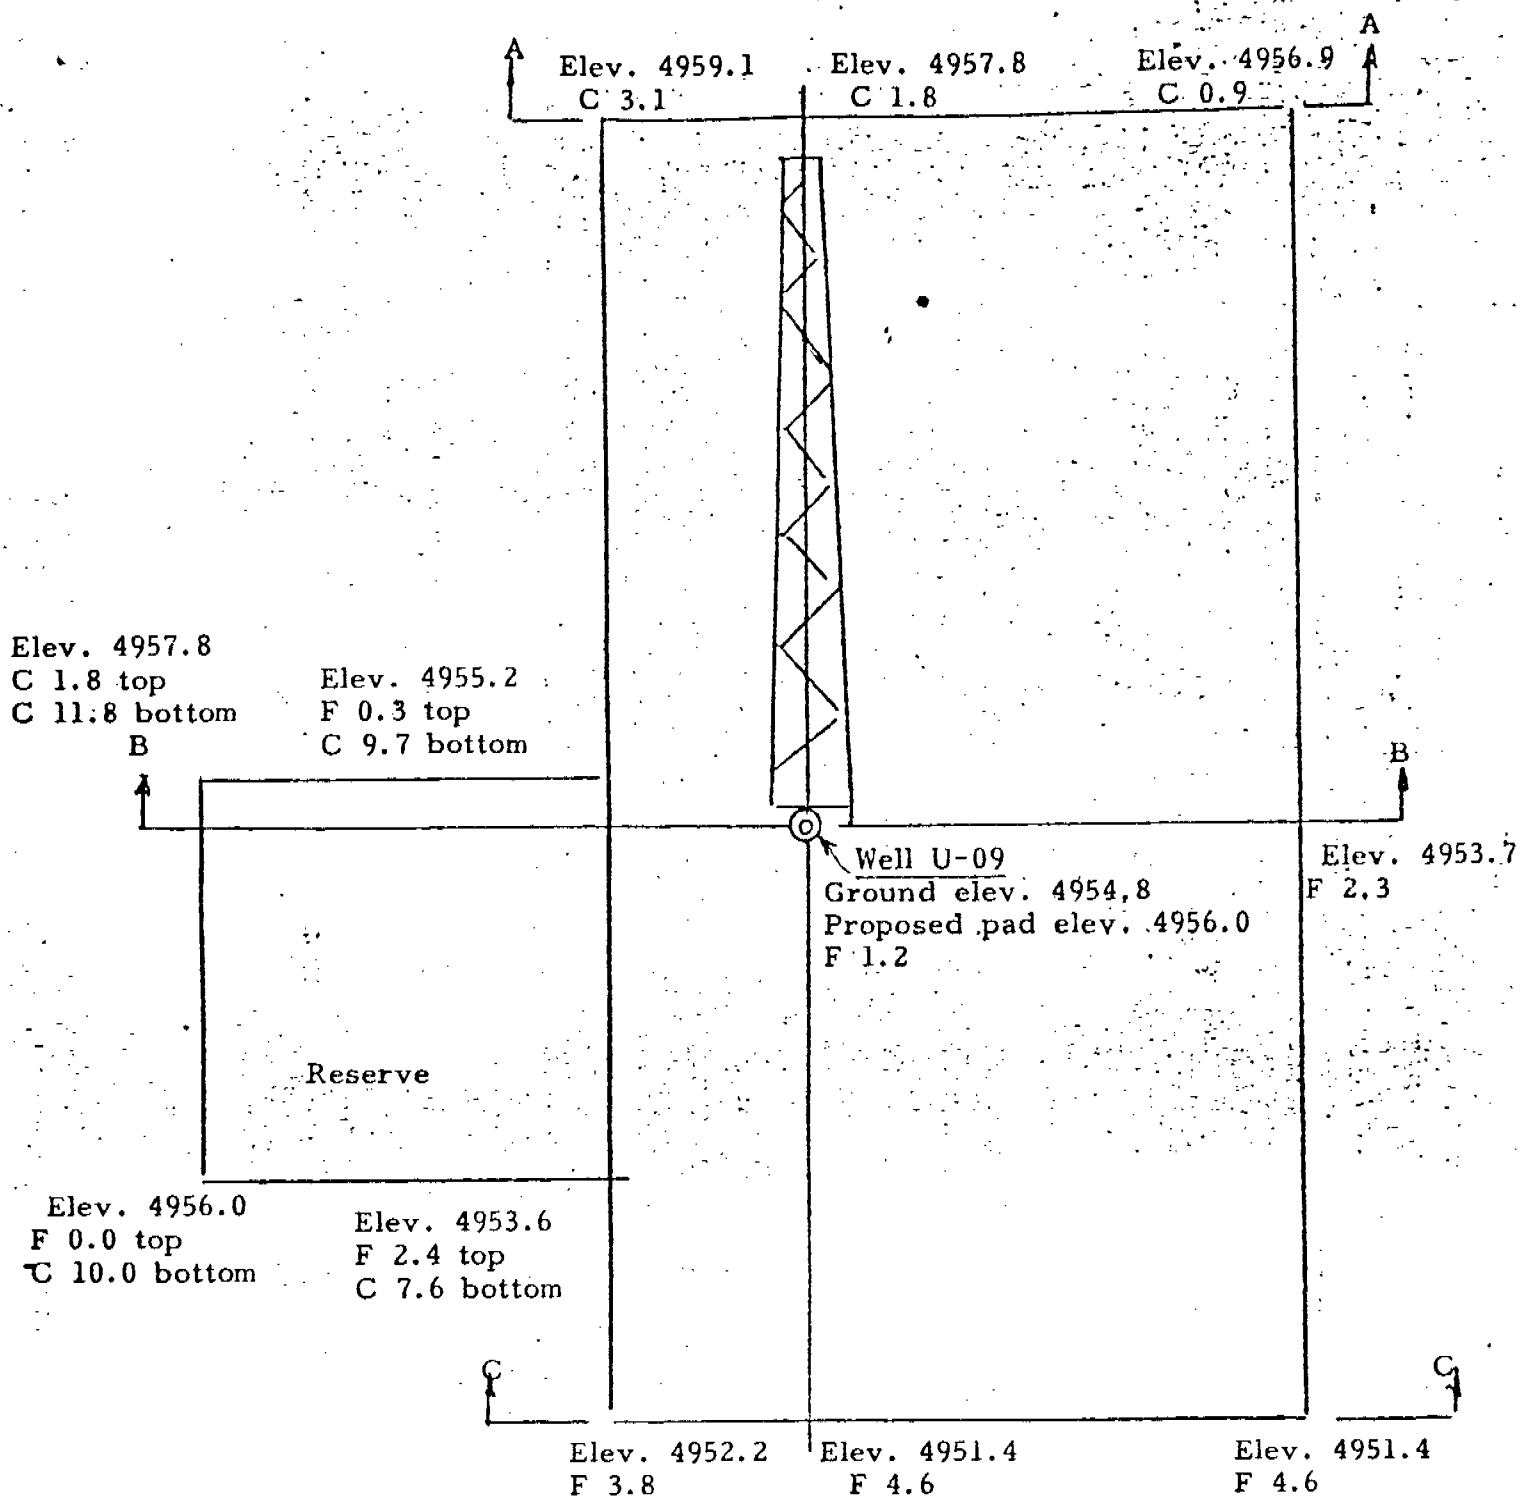 A
A
Elev. 4959.1
C 3.1
Elev. 4957.8
C 1.8
Elev. 4956.9
C 0.9
Elev. 4957.8
C 1.8 top
C 11.8 bottom
B
Elev. 4955.2
F 0.3 top
C 9.7 bottom
B
Well U-09
Ground elev. 4954.8
Proposed pad elev. 4956.0
F 1.2
Elev. 4953.7
F 2.3
Reserve
Elev. 4956.0
F 0.0 top
C 10.0 bottom
Elev. 4953.6
F 2.4 top
C 7.6 bottom
C
C
Elev. 4952.2
F 3.8
Elev. 4951.4
F 4.6
Elev. 4951.4
F 4.6